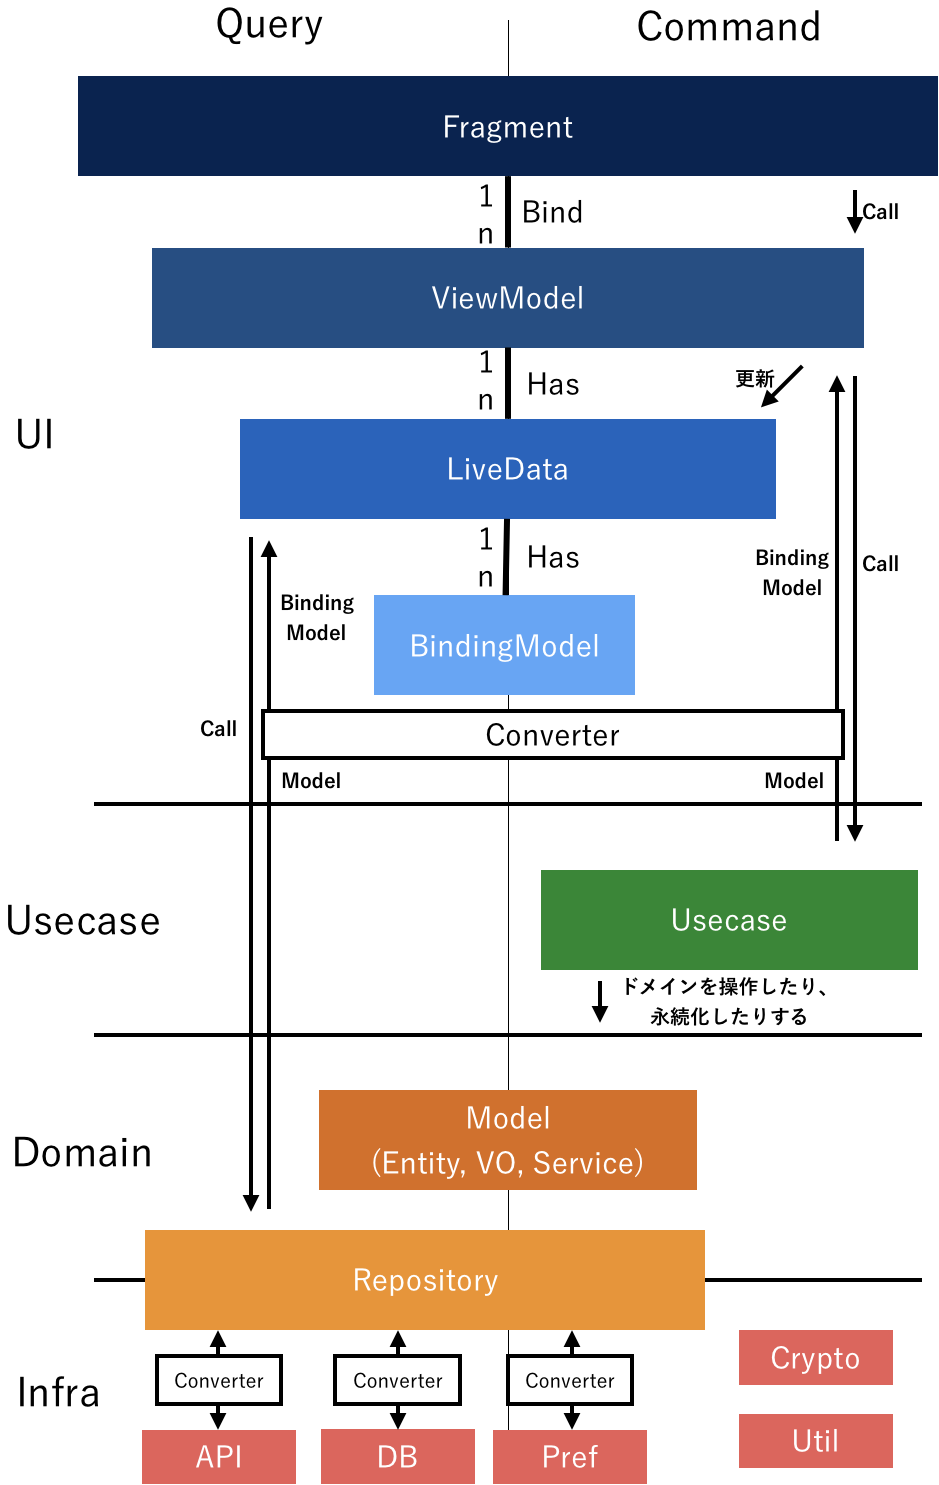 Query
Command
Fragment
1
n
Bind
Call
ViewModel
1
n
Has
更新
UI
LiveData
1
n
Has
Binding
Model
Call
Binding
Model
BindingModel
Call
Converter
Model
Model
Usecase
Usecase
ドメインを操作したり、
永続化したりする
Domain
Model
(Entity, VO, Service)
Repository
Infra
Converter
Converter
Converter
Crypto
API
DB
Pref
Util